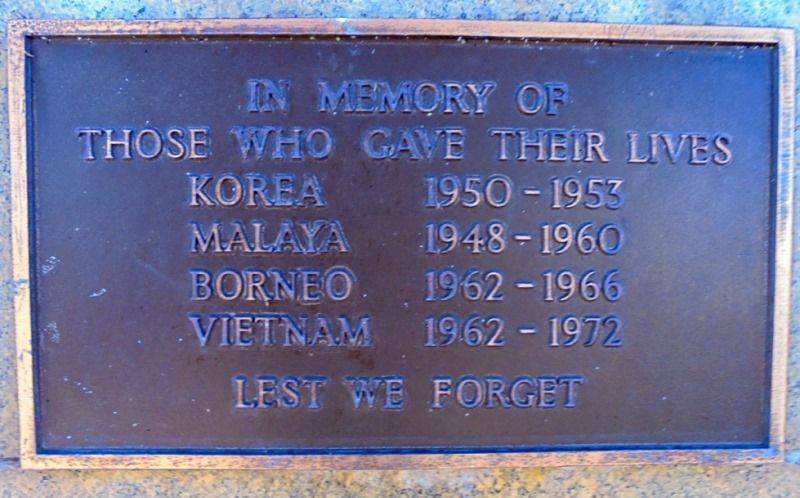 IN MEMORY OF
THOSE WHO GAVE THEIR LIVES
KOREA 1950 - 1953
MALAYA 1948 - 1960
BORNEO 1962 - 1966
VIETNAM 1962 - 1972
LEST WE FORGET